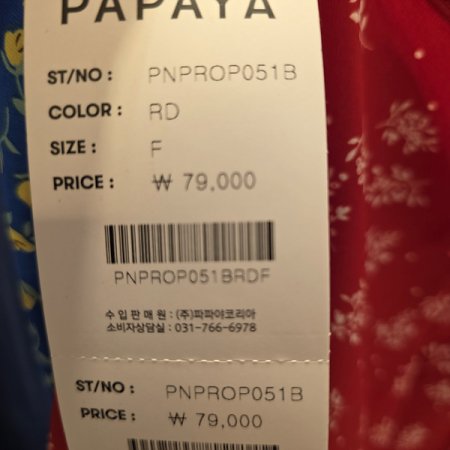 PAPAYA
ST/NO : PNPROP051B
COLOR : RD
SIZE : F
PRICE : ₩ 79,000
PNPROP051BRDF
수 입 판 매 원 : (주)파파야코리아
소비자상담실 : 031-766-6978
ST/NO : PNPROP051B
PRICE : ₩ 79,000